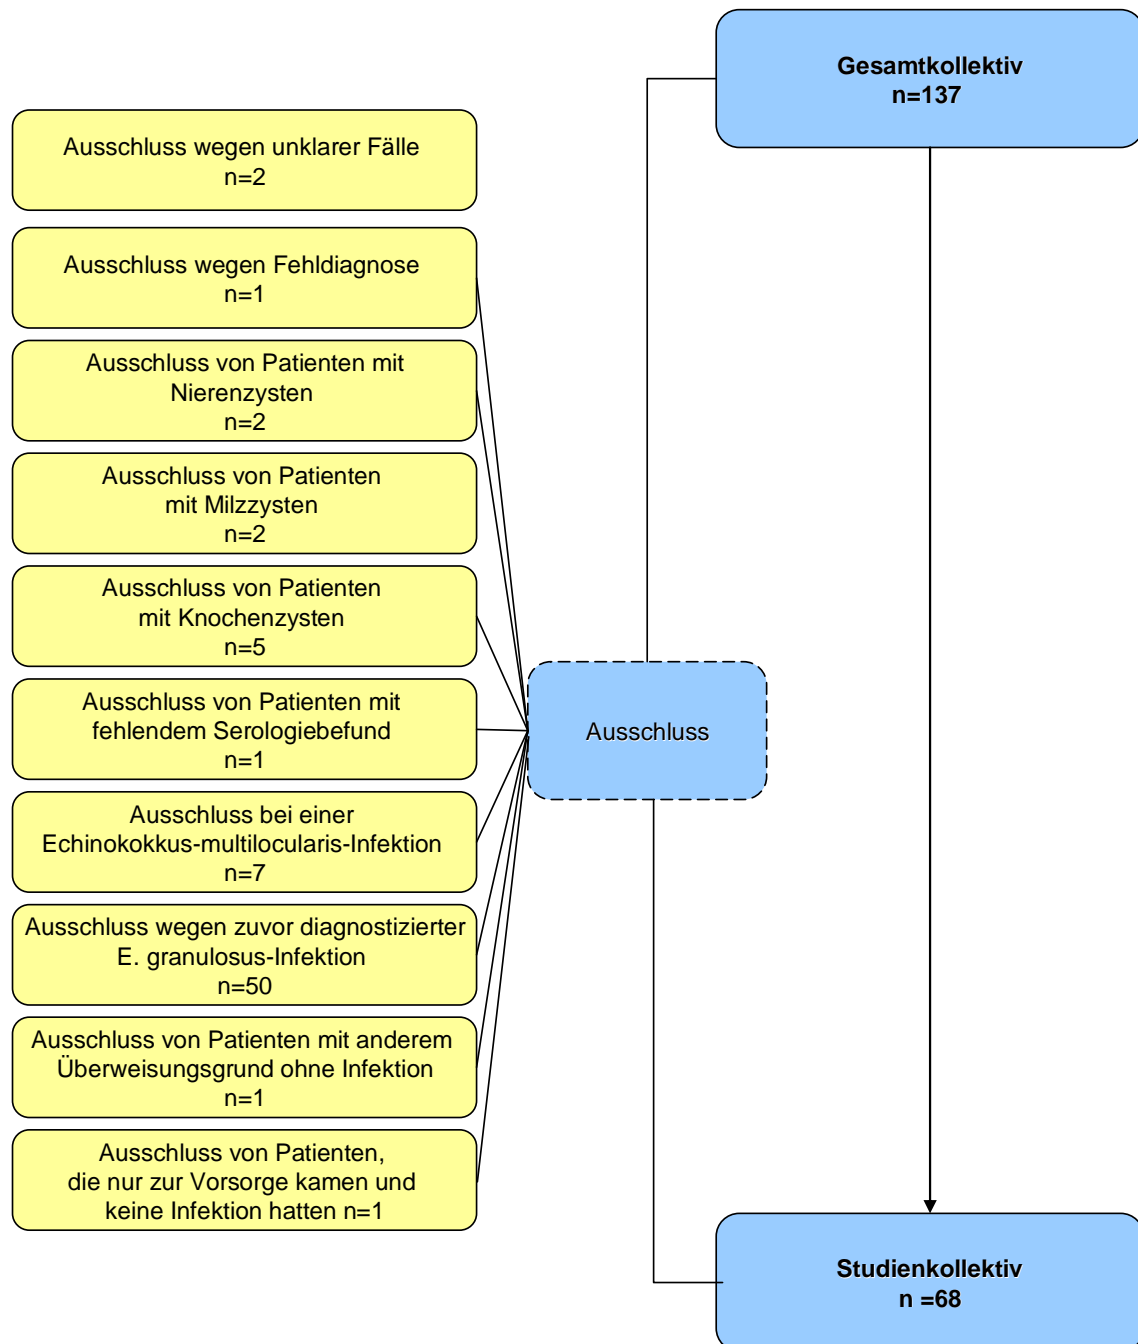 Gesamtkollektiv
n=137
Ausschluss wegen unklarer Fälle
n=2
Ausschluss wegen Fehldiagnose
n=1
Ausschluss von Patienten mit
Nierenzysten
n=2
Ausschluss von Patienten
mit Milzzysten
n=2
Ausschluss von Patienten
mit Knochenzysten
n=5
Ausschluss von Patienten mit
fehlendem Serologiebefund
n=1
Ausschluss bei einer
Echinokokkus-multilocularis-Infektion
n=7
Ausschluss wegen zuvor diagnostizierter
E. granulosus-Infektion
n=50
Ausschluss von Patienten mit anderem
Überweisungsgrund ohne Infektion
n=1
Ausschluss von Patienten,
die nur zur Vorsorge kamen und
keine Infektion hatten n=1
Ausschluss
Studienkollektiv
n =68